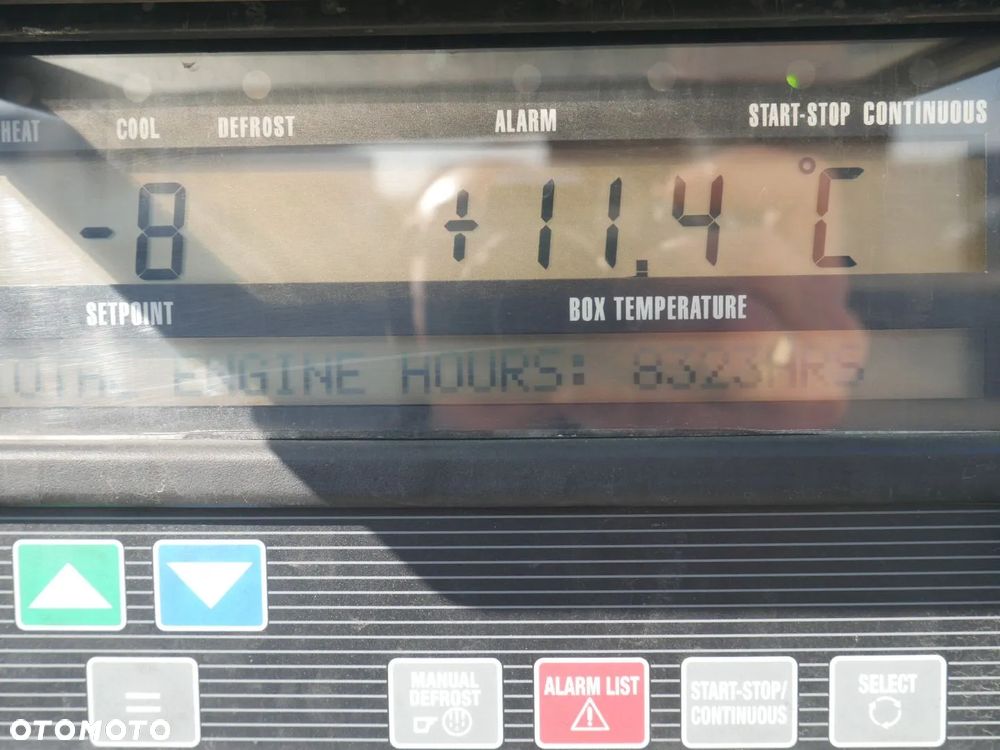 HEAT COOL DEFROST ALARM START-STOP CONTINUOUS
-8 +11.4 °C
SETPOINT BOX TEMPERATURE
ENGINE HOURS: 8323HRS
MANUAL DEFROST ALARM LIST START-STOP/ CONTINUOUS SELECT
=
OTOMOTO